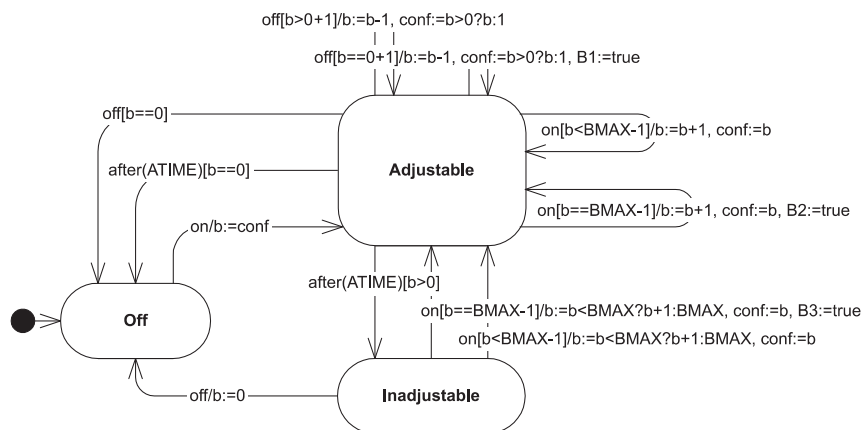 off[b>0+1]/b:=b-1, conf:=b>0?b:1
off[b==0+1]/b:=b-1, conf:=b>0?b:1, B1:=true
off[b==0]
on[b<BMAX-1]/b:=b+1, conf:=b
after(ATIME)[b==0]
Adjustable
on[b==BMAX-1]/b:=b+1, conf:=b, B2:=true
on/b:=conf
after(ATIME)[b>0]
on[b==BMAX-1]/b:=b<BMAX?b+1:BMAX, conf:=b, B3:=true
Off
on[b<BMAX-1]/b:=b<BMAX?b+1:BMAX, conf:=b
off/b:=0
Inadjustable